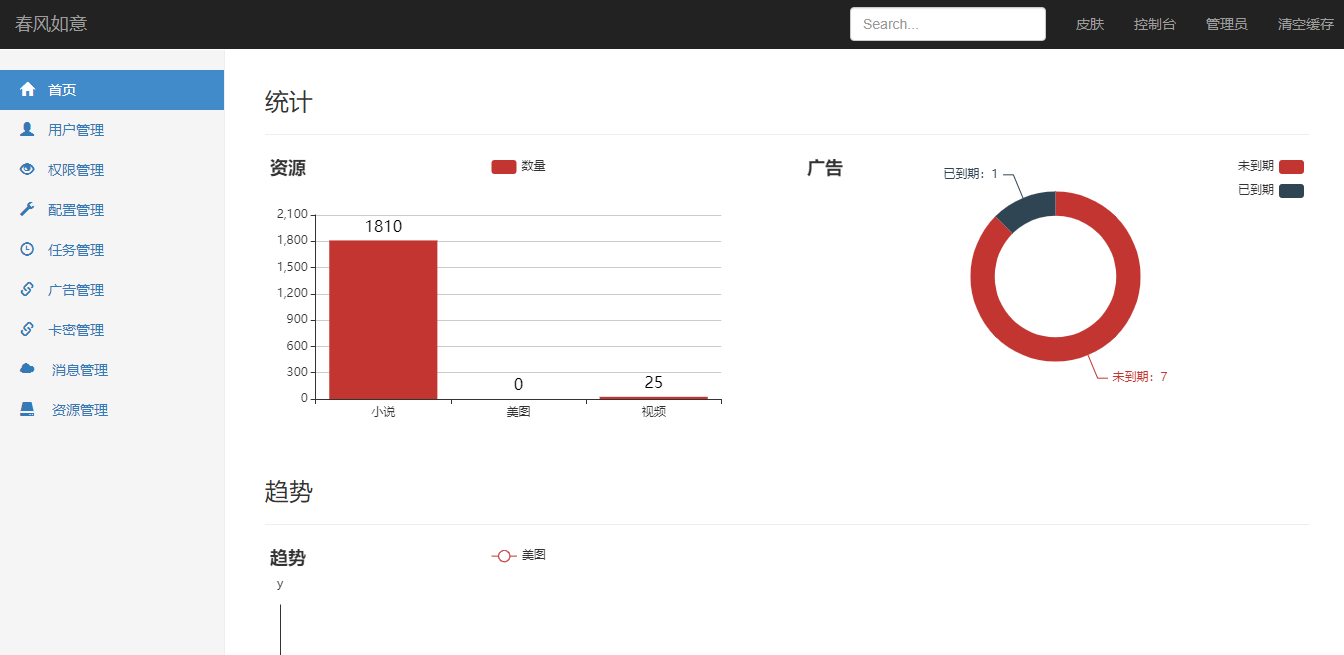 春风如意
Search...
皮肤
控制台
管理员
清空缓存
首页
用户管理
权限管理
配置管理
任务管理
广告管理
卡密管理
消息管理
资源管理
统计
资源
数量
2,100
1,800
1,500
1,200
900
600
300
0
1810
0
25
小说
美图
视频
广告
未到期
已到期
已到期：1
未到期：7
趋势
趋势
美图
y